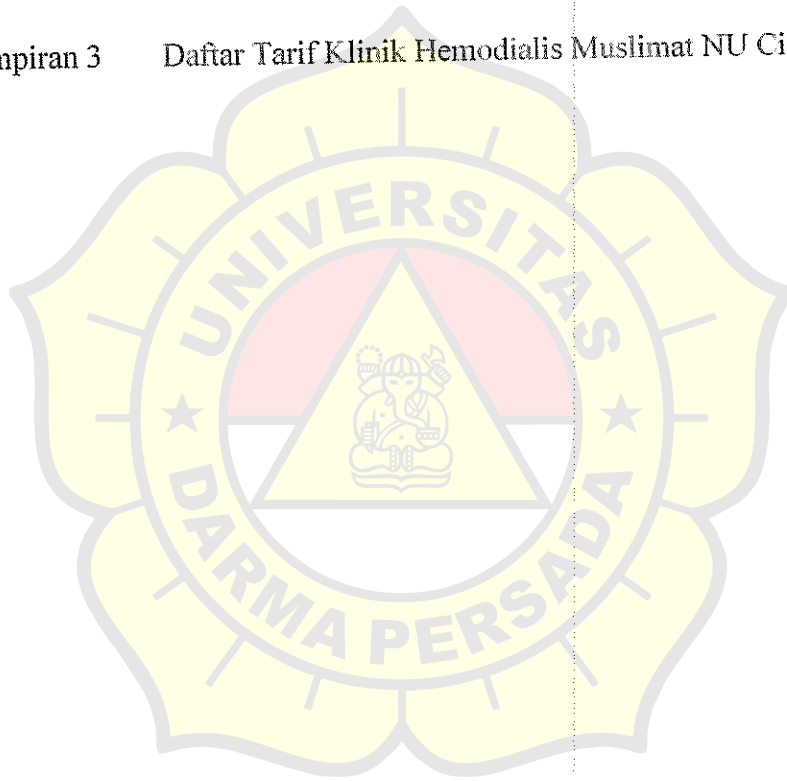 mpiran 3 Daftar Tarif Klinik Hemodialis Muslimat NU Ci
UNIVERSITAS
DARMA PERSADA